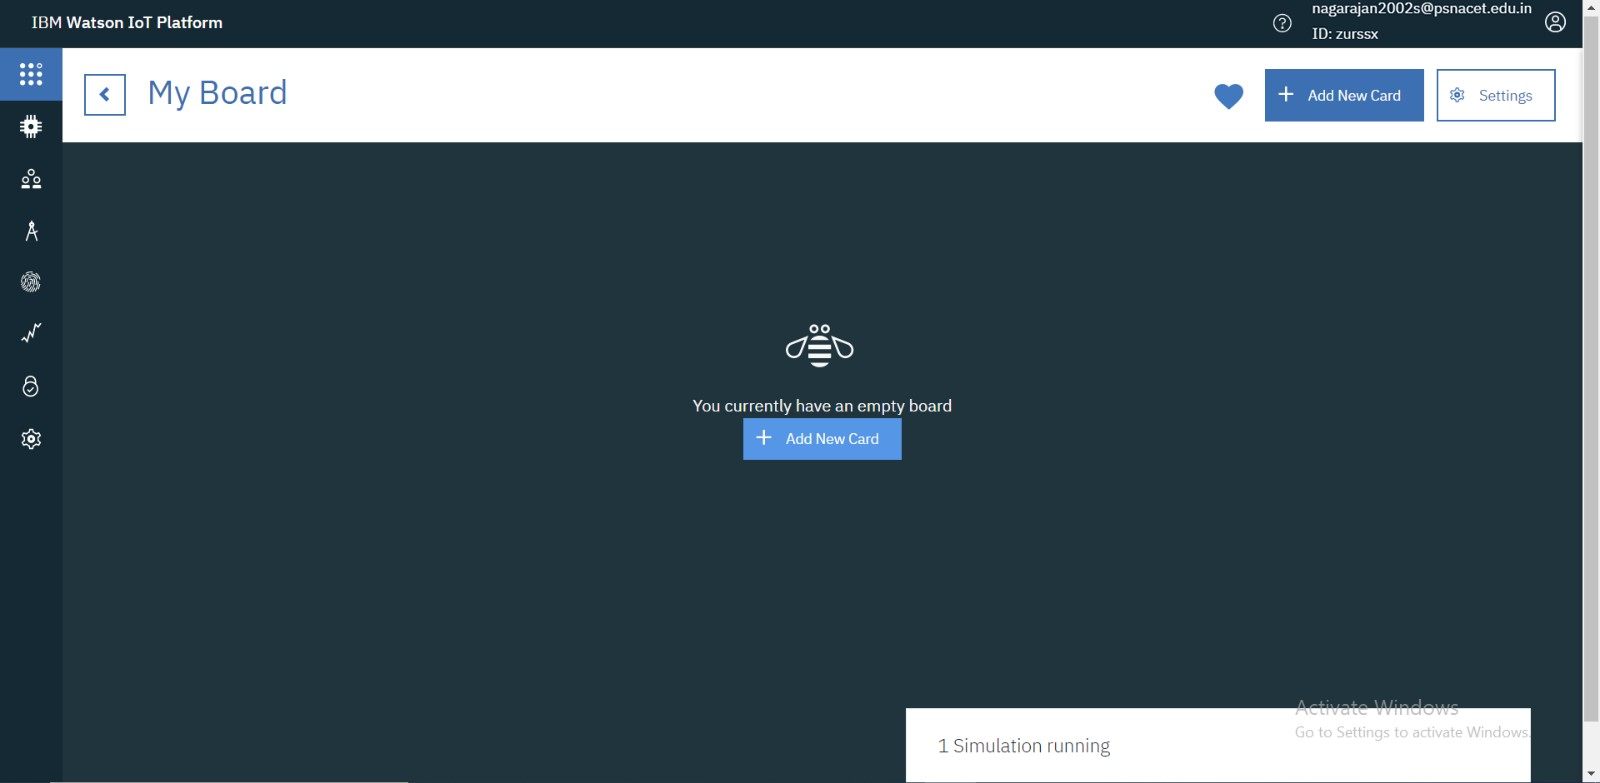 IBM Watson IoT Platform
nagarajan2002s@psnacet.edu.in
ID: zurssx
My Board
Add New Card
Settings
You currently have an empty board
Add New Card
1 Simulation running
Activate Windows
Go to Settings to activate Windows.